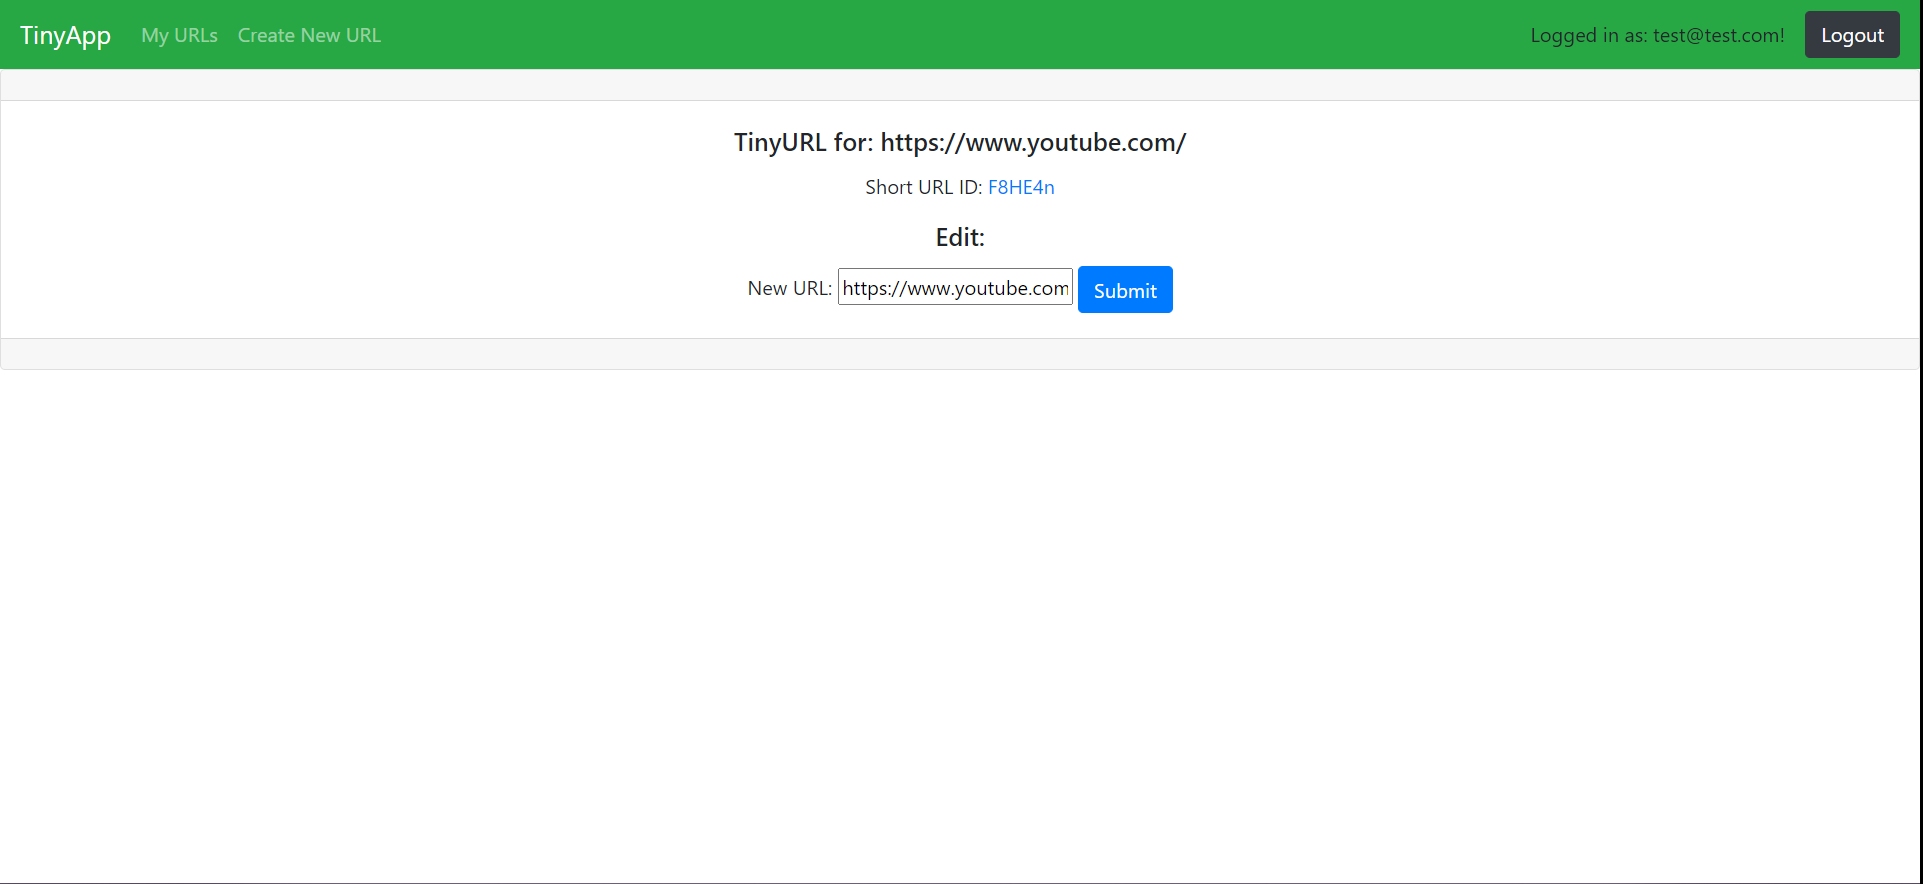 TinyApp My URLs Create New URL Logged in as: test@test.com! Logout
TinyURL for: https://www.youtube.com/
Short URL ID: F8HE4n
Edit:
New URL: https://www.youtube.com Submit